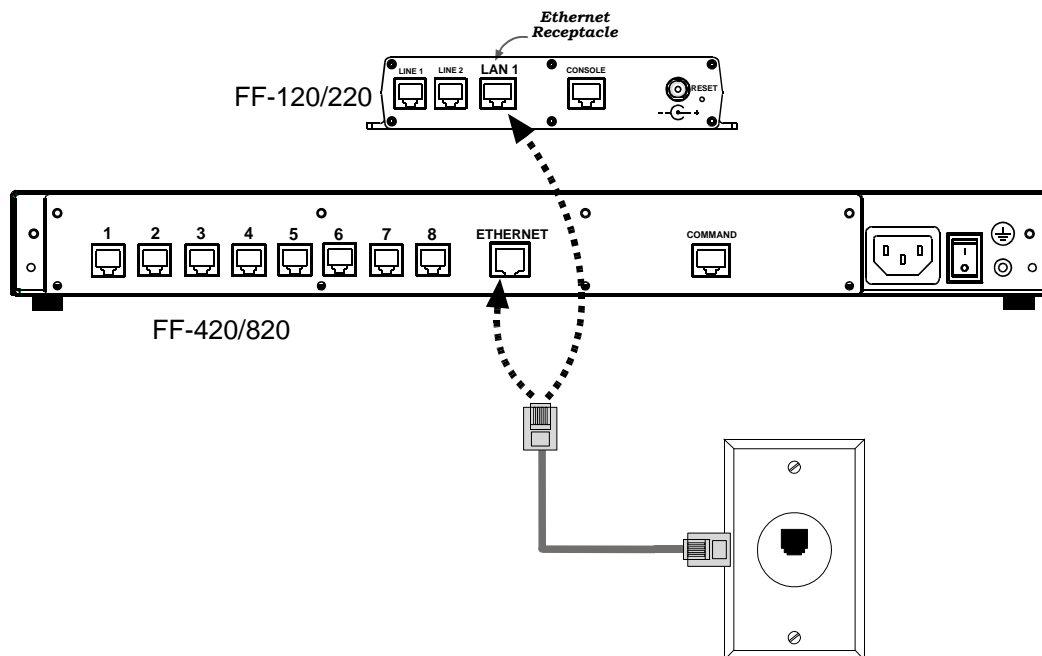 Ethernet
Receptacle
LINE 1 LINE 2 LAN 1 CONSOLE
RESET
FF-120/220
- +
1 2 3 4 5 6 7 8 ETHERNET COMMAND
I
O
FF-420/820